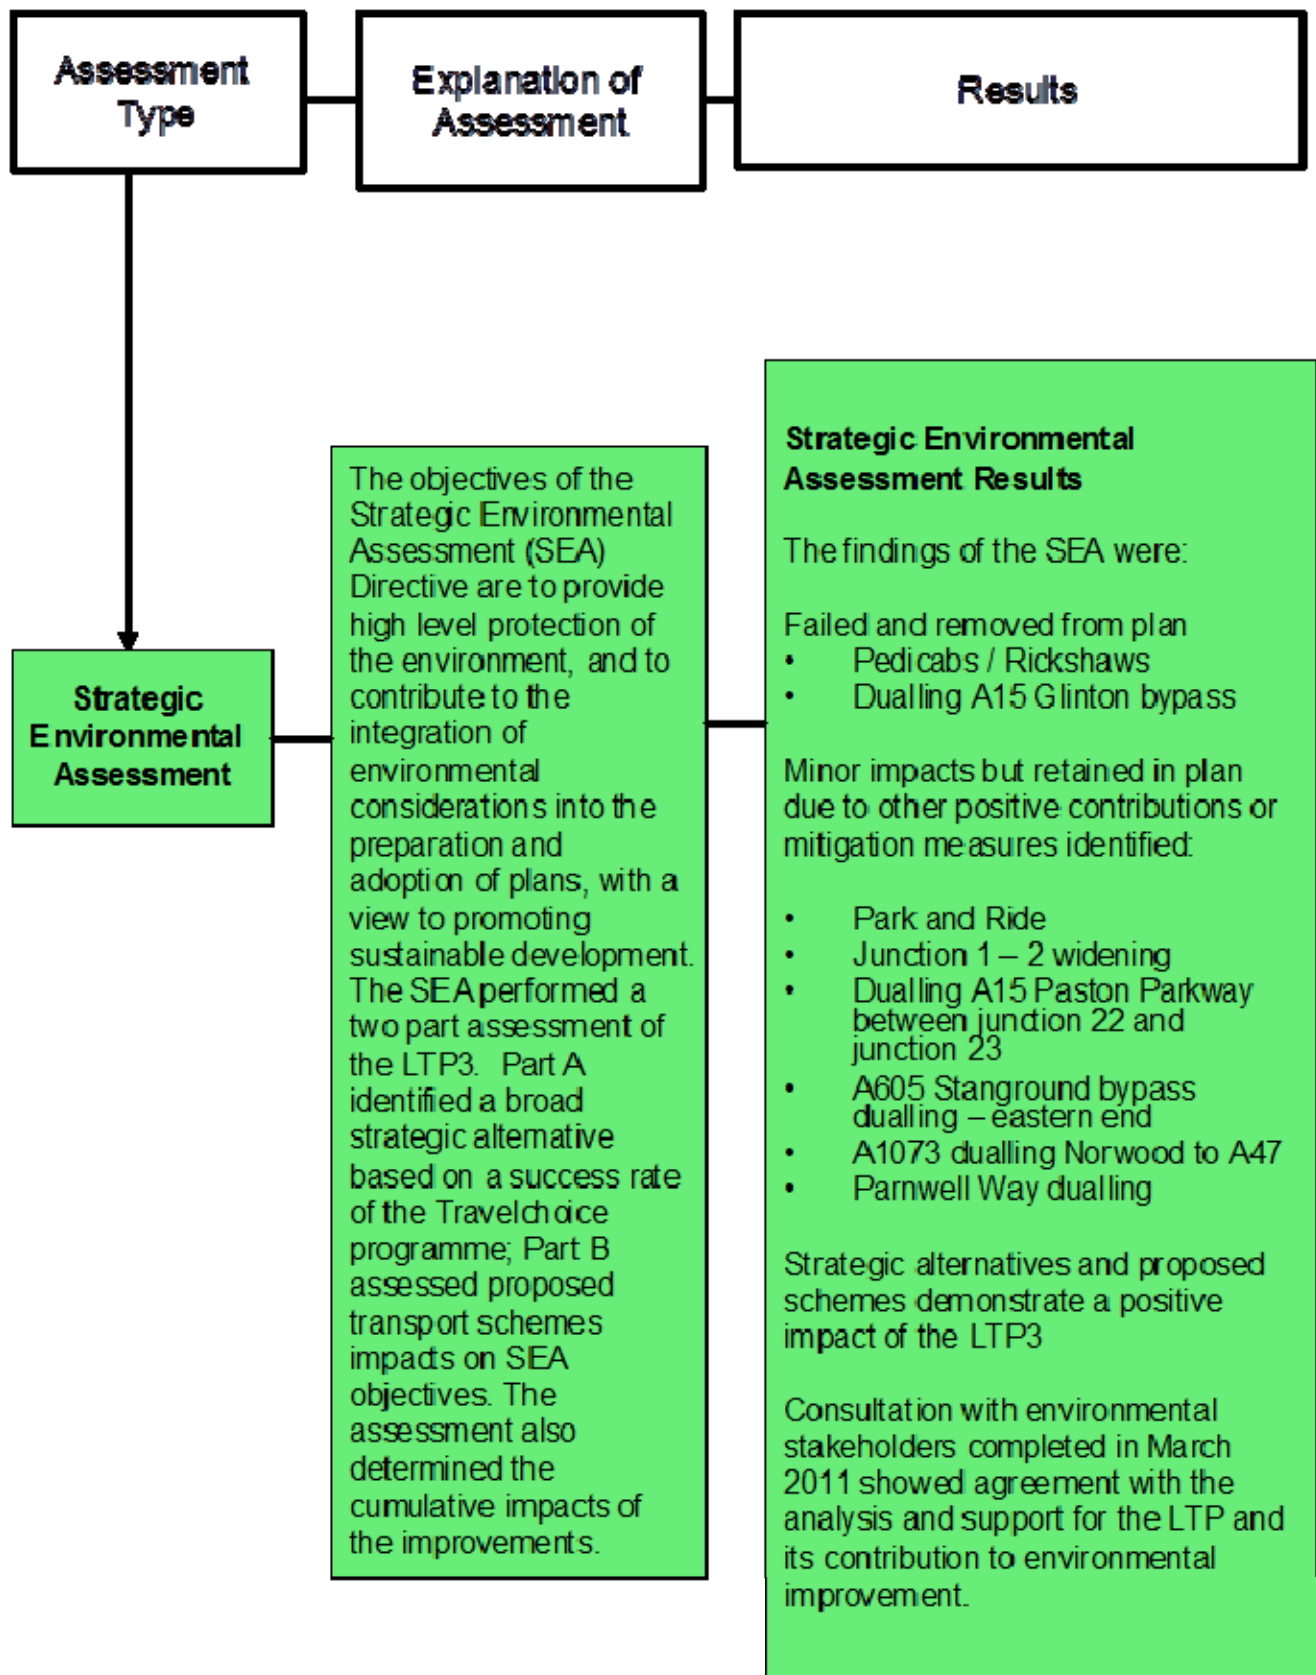 Assessment
Type
Explanation of
Assessment
Results
Strategic
Environmental
Assessment
The objectives of the
Strategic Environmental
Assessment (SEA)
Directive are to provide
high level protection of
the environment, and to
contribute to the
integration of
environmental
considerations into the
preparation and
adoption of plans, with a
view to promoting
sustainable development.
The SEA performed a
two part assessment of
the LTP3. Part A
identified a broad
strategic alternative
based on a success rate
of the Travelchoice
programme; Part B
assessed proposed
transport schemes
impacts on SEA
objectives. The
assessment also
determined the
cumulative impacts of
the improvements.
Strategic Environmental
Assessment Results
The findings of the SEA were:
Failed and removed from plan
• Pedicabs / Rickshaws
• Dualling A15 Glinton bypass
Minor impacts but retained in plan
due to other positive contributions or
mitigation measures identified:
• Park and Ride
• Junction 1 – 2 widening
• Dualling A15 Paston Parkway
between junction 22 and
junction 23
• A605 Stanground bypass
dualling – eastern end
• A1073 dualling Norwood to A47
• Parnwell Way dualling
Strategic alternatives and proposed
schemes demonstrate a positive
impact of the LTP3
Consultation with environmental
stakeholders completed in March
2011 showed agreement with the
analysis and support for the LTP and
its contribution to environmental
improvement.